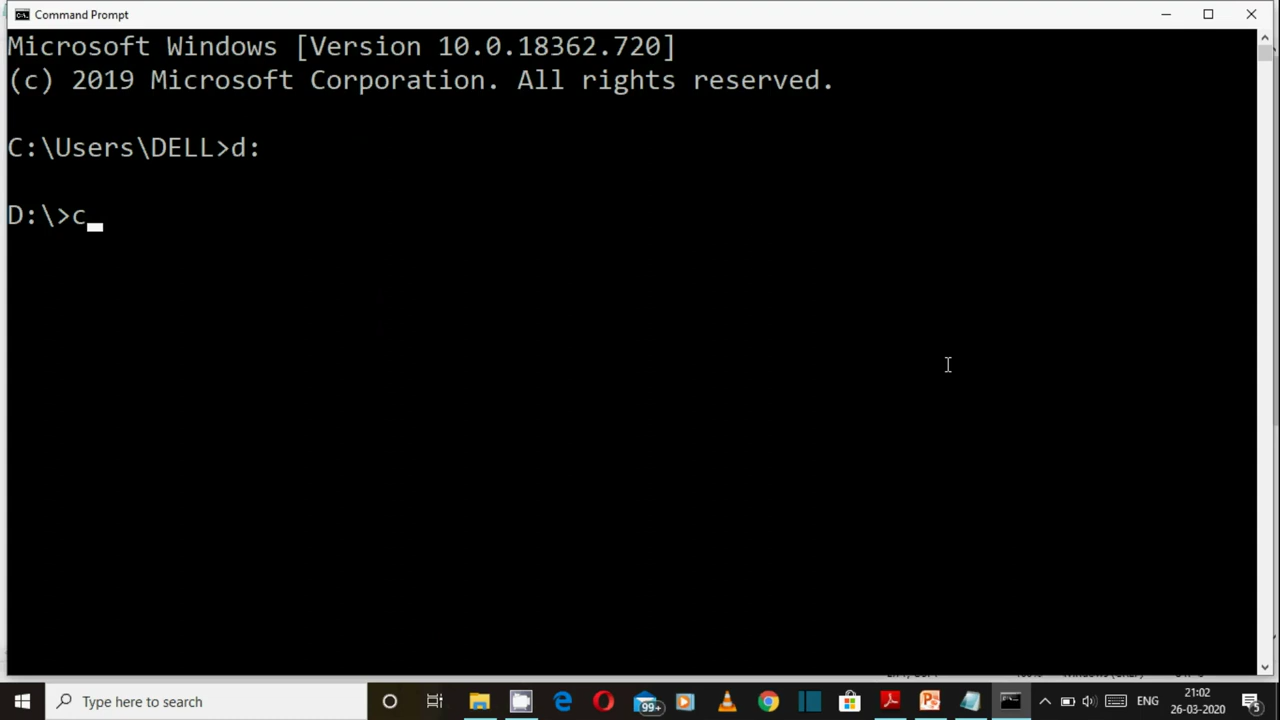 Command Prompt
Microsoft Windows [Version 10.0.18362.720]
(c) 2019 Microsoft Corporation. All rights reserved.
C:\Users\DELL>d:
D:\>c
Type here to search
99+
ENG
21:02
26-03-2020
5